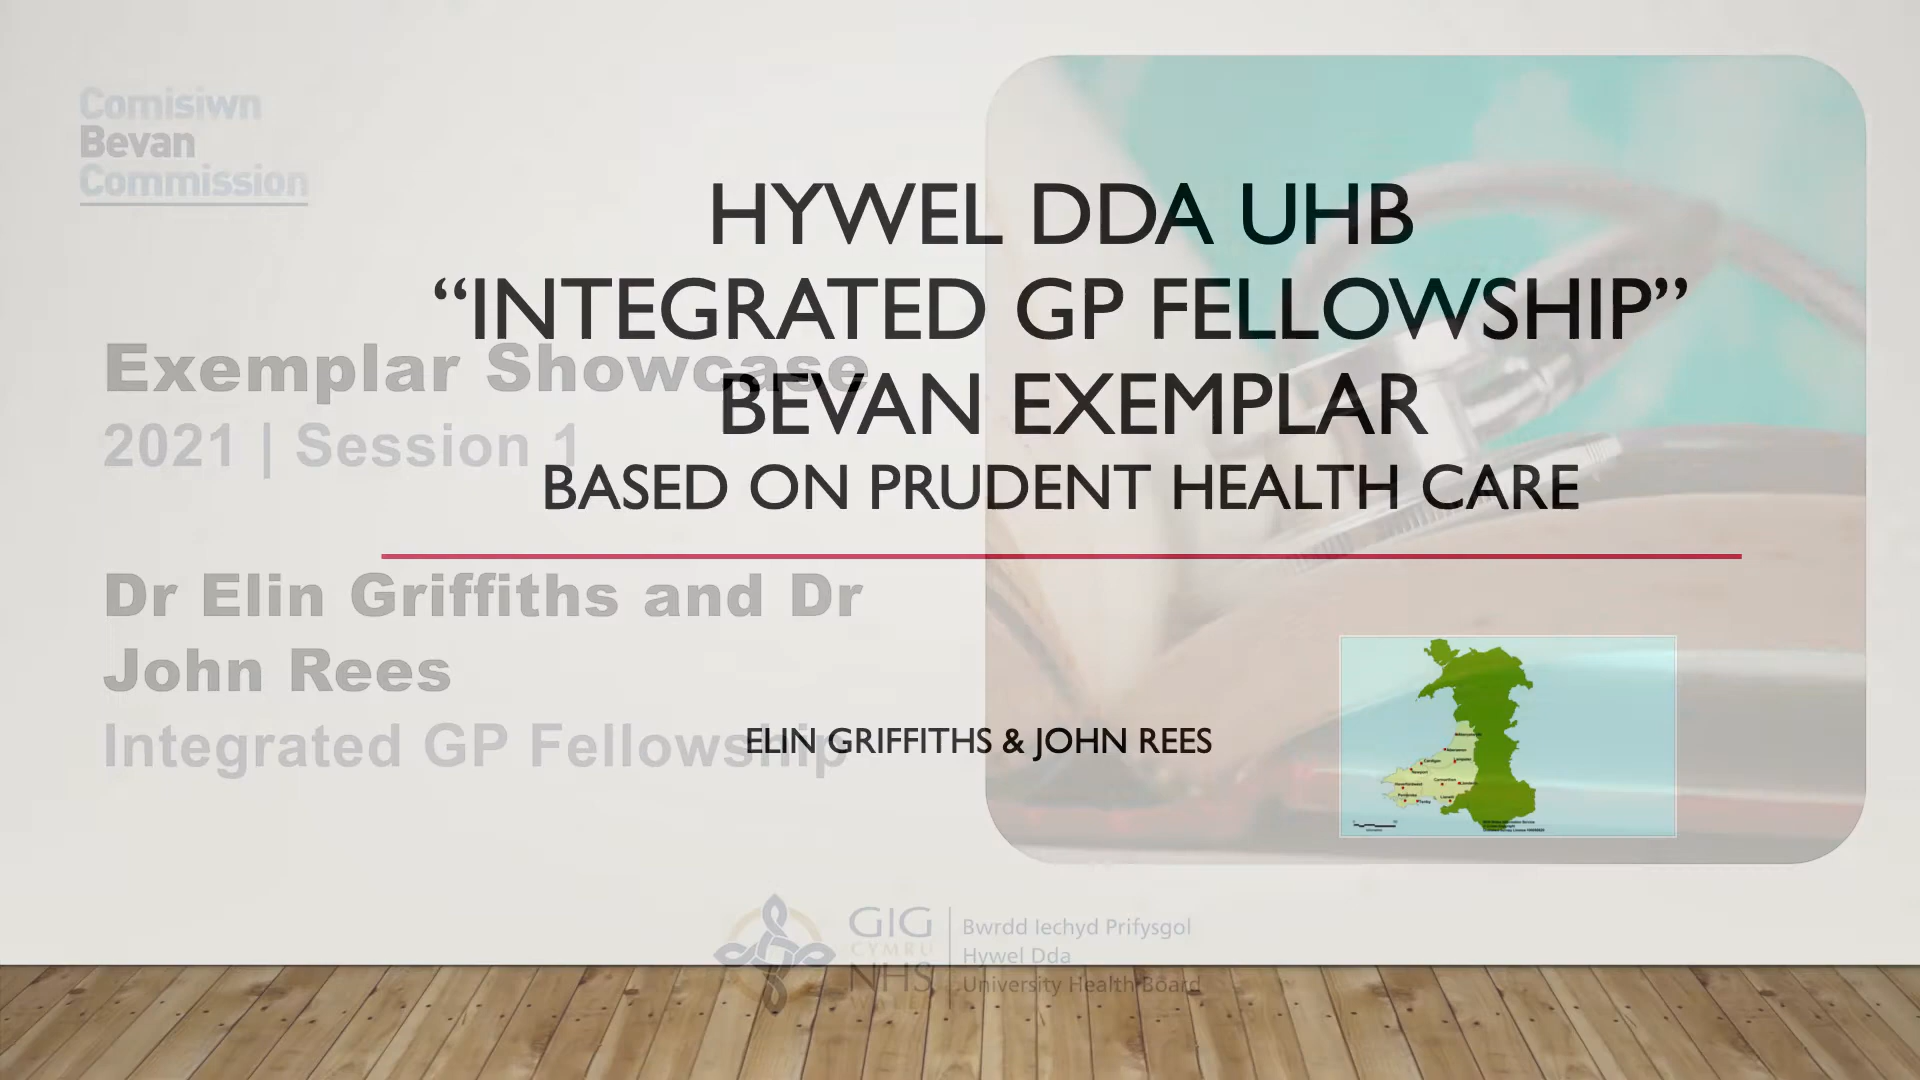 Comisiwn
Bevan
Commission
HYWEL DDA UHB
“INTEGRATED GP FELLOWSHIP”
BEVAN EXEMPLAR
BASED ON PRUDENT HEALTH CARE
Exemplar Showcase
2021 | Session 1
Dr Elin Griffiths and Dr
John Rees
Integrated GP Fellowship
ELIN GRIFFITHS & JOHN REES
GIG
CYMRU
NHS
WALES
Bwrdd Iechyd Prifysgol
Hywel Dda
University Health Board